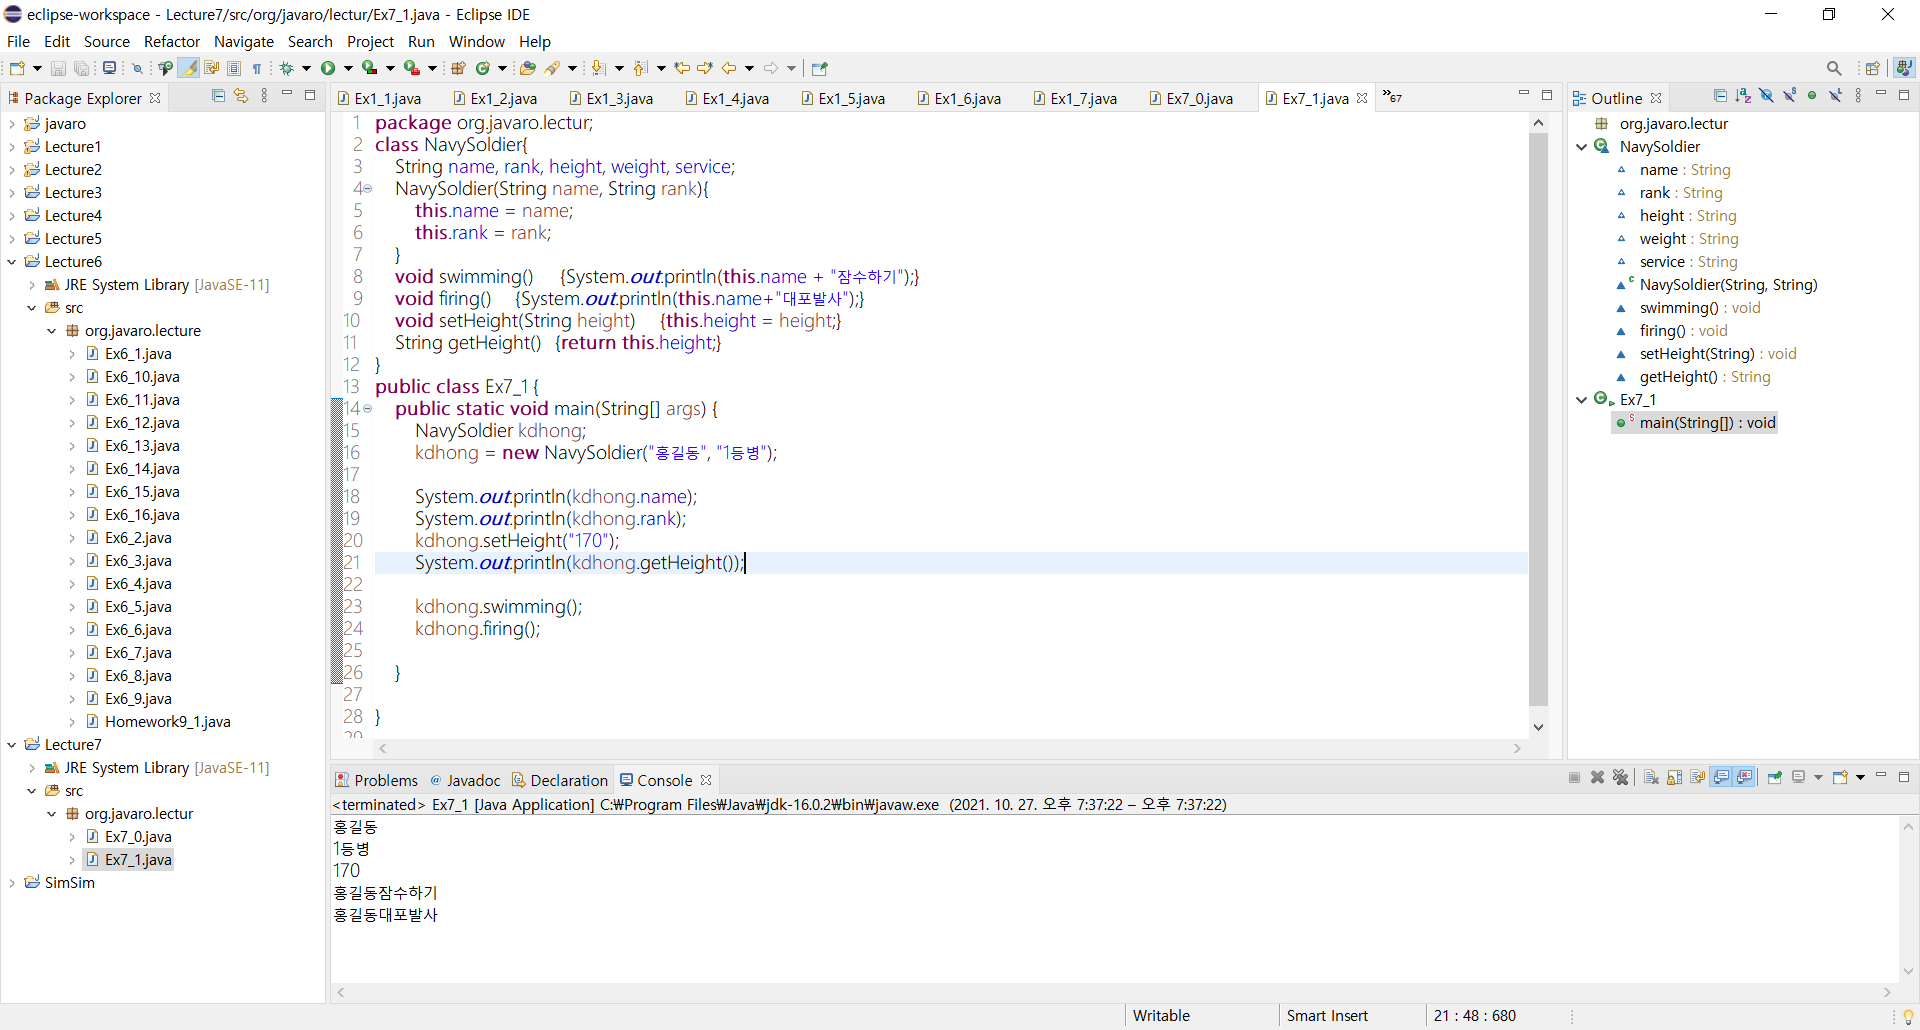 eclipse-workspace - Lecture7/src/org/javaro/lectur/Ex7_1.java - Eclipse IDE
File Edit Source Refactor Navigate Search Project Run Window Help
Package Explorer
javaro
Lecture1
Lecture2
Lecture3
Lecture4
Lecture5
Lecture6
JRE System Library [JavaSE-11]
src
org.javaro.lecture
Ex6_1.java
Ex6_10.java
Ex6_11.java
Ex6_12.java
Ex6_13.java
Ex6_14.java
Ex6_15.java
Ex6_16.java
Ex6_2.java
Ex6_3.java
Ex6_4.java
Ex6_5.java
Ex6_6.java
Ex6_7.java
Ex6_8.java
Ex6_9.java
Homework9_1.java
Lecture7
JRE System Library [JavaSE-11]
src
org.javaro.lectur
Ex7_0.java
Ex7_1.java
SimSim
Ex1_1.java Ex1_2.java Ex1_3.java Ex1_4.java Ex1_5.java Ex1_6.java Ex1_7.java Ex7_0.java Ex7_1.java »67
1 package org.javaro.lectur;
2 class NavySoldier{
3 String name, rank, height, weight, service;
4 NavySoldier(String name, String rank){
5 this.name = name;
6 this.rank = rank;
7 }
8 void swimming() {System.out.println(this.name + "잠수하기");}
9 void firing() {System.out.println(this.name+"대포발사");}
10 void setHeight(String height) {this.height = height;}
11 String getHeight() {return this.height;}
12 }
13 public class Ex7_1 {
14 public static void main(String[] args) {
15 NavySoldier kdhong;
16 kdhong = new NavySoldier("홍길동", "1등병");
17
18 System.out.println(kdhong.name);
19 System.out.println(kdhong.rank);
20 kdhong.setHeight("170");
21 System.out.println(kdhong.getHeight());
22
23 kdhong.swimming();
24 kdhong.firing();
25
26 }
27
28 }
29
Outline
org.javaro.lectur
NavySoldier
name : String
rank : String
height : String
weight : String
service : String
NavySoldier(String, String)
swimming() : void
firing() : void
setHeight(String) : void
getHeight() : String
Ex7_1
main(String[]) : void
Problems Javadoc Declaration Console
<terminated> Ex7_1 [Java Application] C:₩Program Files₩Java₩jdk-16.0.2₩bin₩javaw.exe (2021. 10. 27. 오후 7:37:22 – 오후 7:37:22)
홍길동
1등병
170
홍길동잠수하기
홍길동대포발사
Writable Smart Insert 21 : 48 : 680